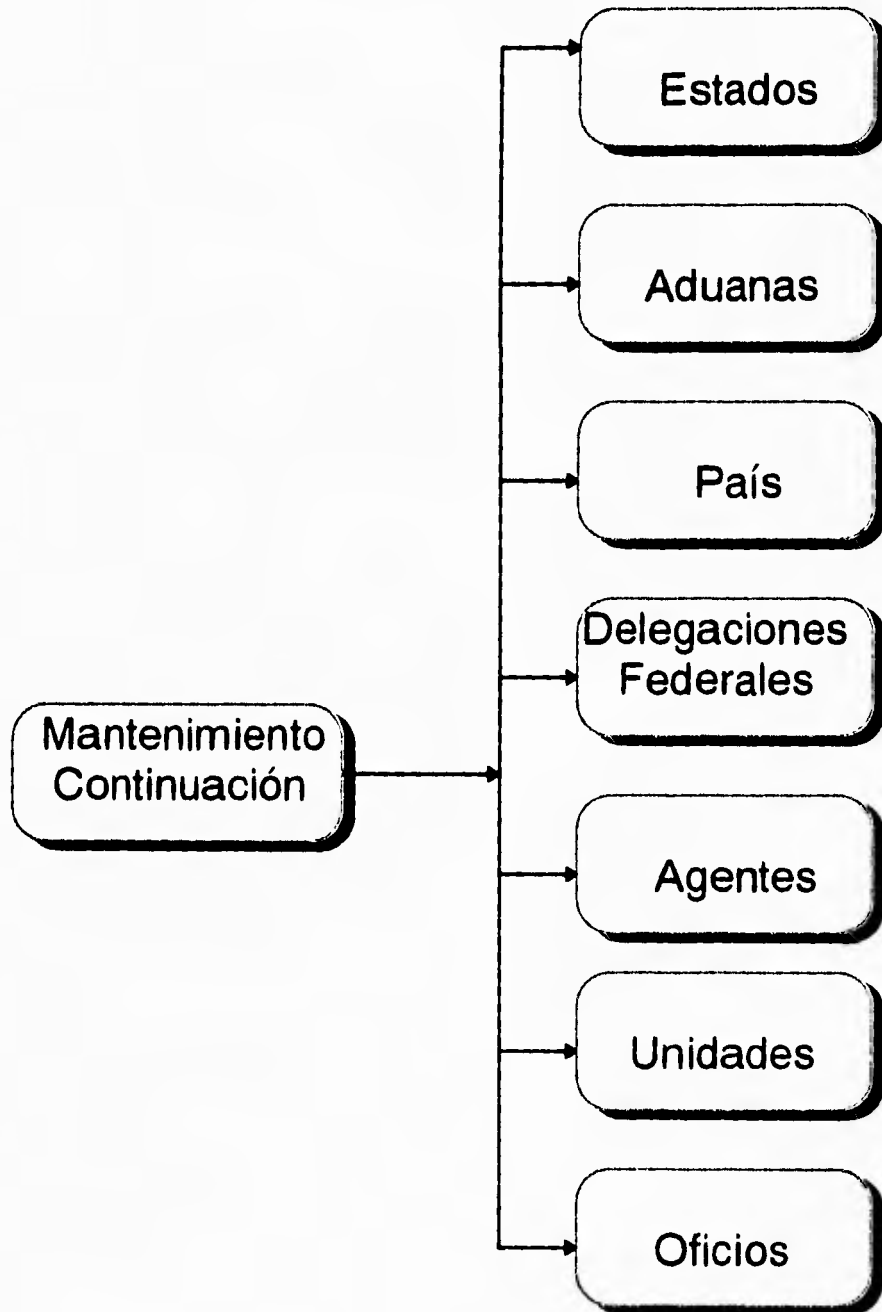 Estados
Aduanas
País
Delegaciones
Federales
Mantenimiento
Continuación
Agentes
Unidades
Oficios